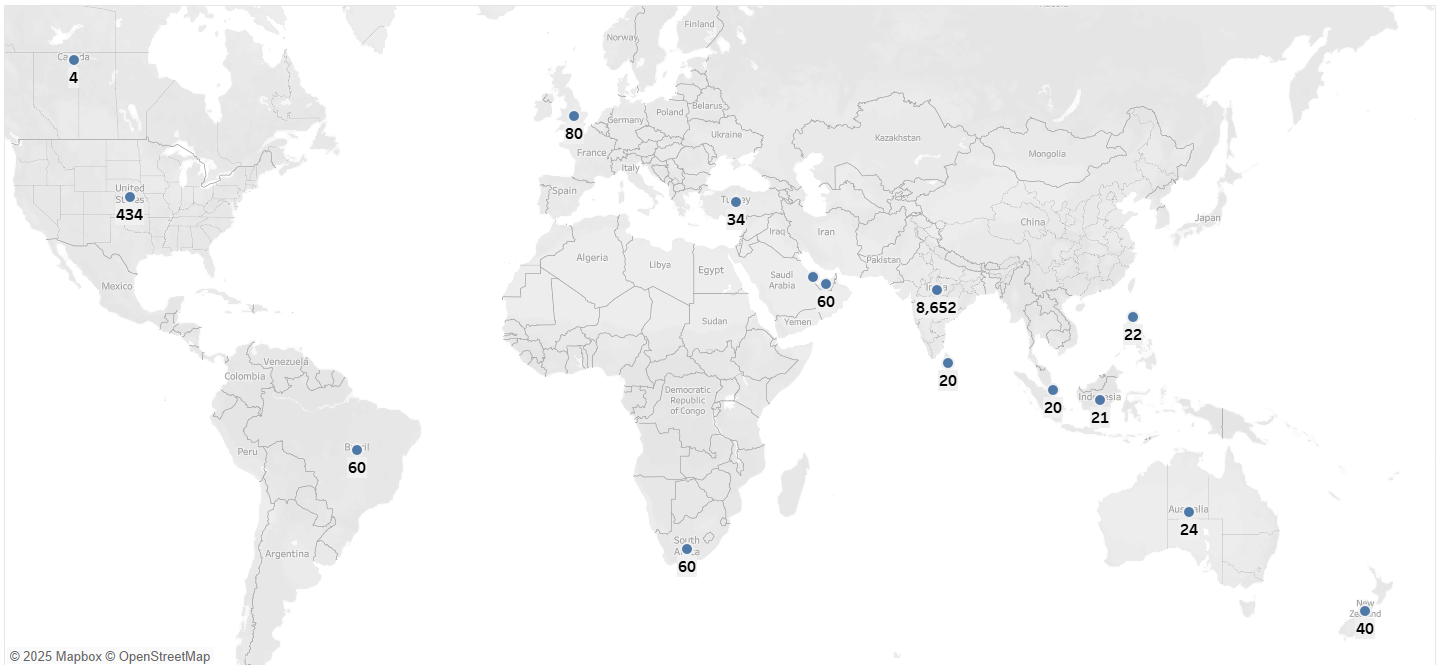 Russia
Finland
Norway
Canada
4
Belarus
Poland
Germany
80
Ukraine
Kazakhstan
France
Mongolia
Italy
United
States
434
Spain
Turkey
34
Japan
China
Iraq
Iran
Algeria
Libya
Egypt
Pakistan
Saudi
Arabia
Mexico
60
India
8,652
Sudan
Yemen
22
Venezuela
Colombia
20
Democratic
Republic
of Congo
20
Indonesia
21
Brazil
60
Peru
Australia
24
South
Africa
60
Argentina
New
Zealand
40
© 2025 Mapbox © OpenStreetMap